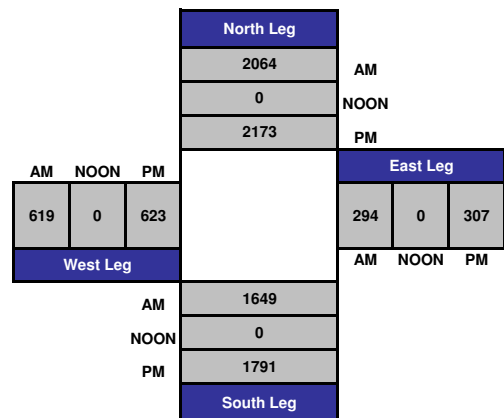 North Leg
2064 AM
0 NOON
2173 PM
AM NOON PM East Leg
619 0 623 294 0 307
West Leg AM NOON PM
AM 1649
NOON 0
PM 1791
South Leg